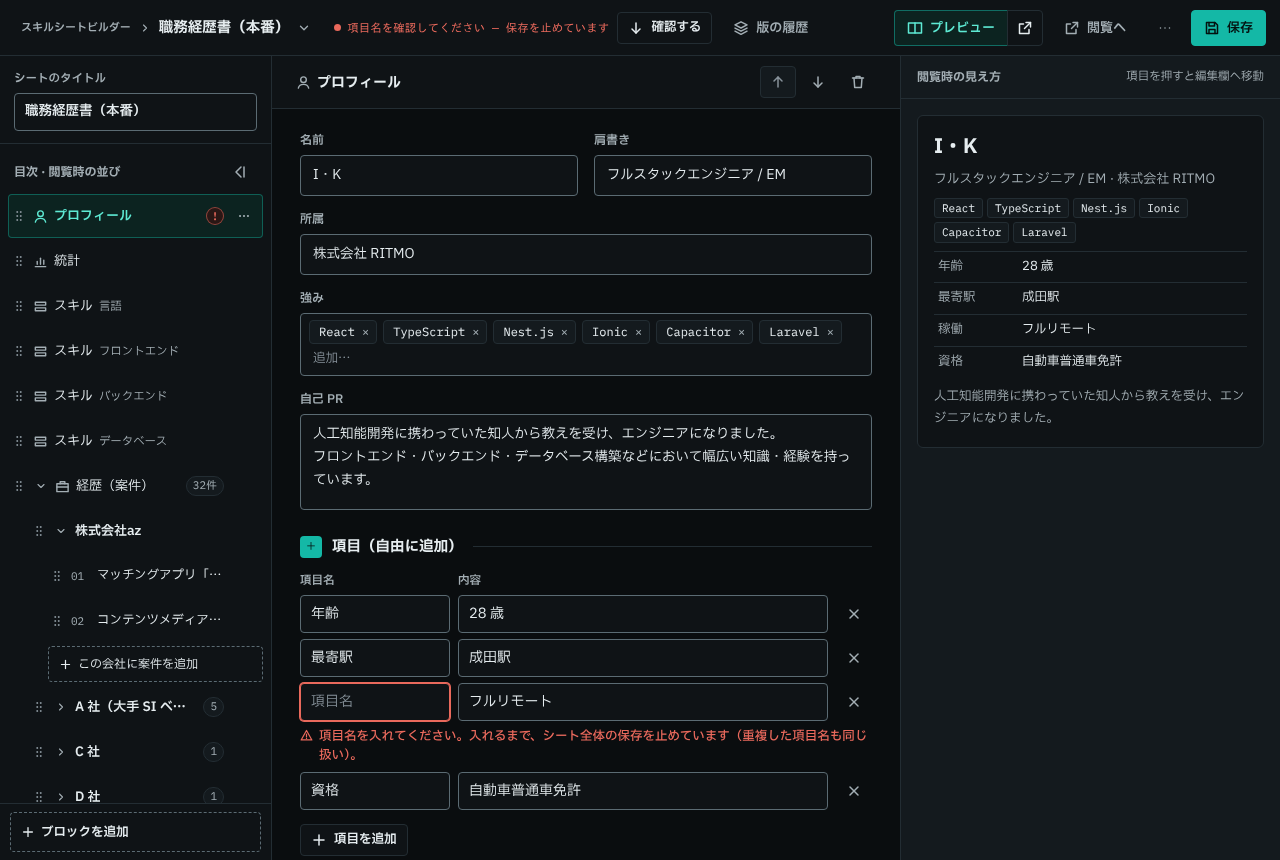 スキルシートビルダー
職務経歴書（本番）
項目名を確認してください — 保存を止めています
確認する
版の履歴
プレビュー
閲覧へ
…
保存
シートのタイトル
職務経歴書（本番）
目次・閲覧時の並び
プロフィール
統計
スキル 言語
スキル フロントエンド
スキル バックエンド
スキル データベース
経歴（案件） 32件
株式会社az
01 マッチングアプリ「…
02 コンテンツメディア…
+ この会社に案件を追加
A 社（大手 SI ベ… 5
C 社 1
D 社 1
+ ブロックを追加
プロフィール
名前
I・K
肩書き
フルスタックエンジニア / EM
所属
株式会社 RITMO
強み
React × TypeScript × Nest.js × Ionic × Capacitor × Laravel ×
追加…
自己 PR
人工知能開発に携わっていた知人から教えを受け、エンジニアになりました。
フロントエンド・バックエンド・データベース構築などにおいて幅広い知識・経験を持っ
ています。
+ 項目（自由に追加）
項目名 内容
年齢 28 歳
最寄駅 成田駅
項目名 フルリモート
項目名を入れてください。入れるまで、シート全体の保存を止めています（重複した項目名も同じ
扱い）。
資格 自動車普通車免許
+ 項目を追加
閲覧時の見え方
項目を押すと編集欄へ移動
I・K
フルスタックエンジニア / EM · 株式会社 RITMO
React TypeScript Nest.js Ionic
Capacitor Laravel
年齢 28 歳
最寄駅 成田駅
稼働 フルリモート
資格 自動車普通車免許
人工知能開発に携わっていた知人から教えを受け、エン
ジニアになりました。